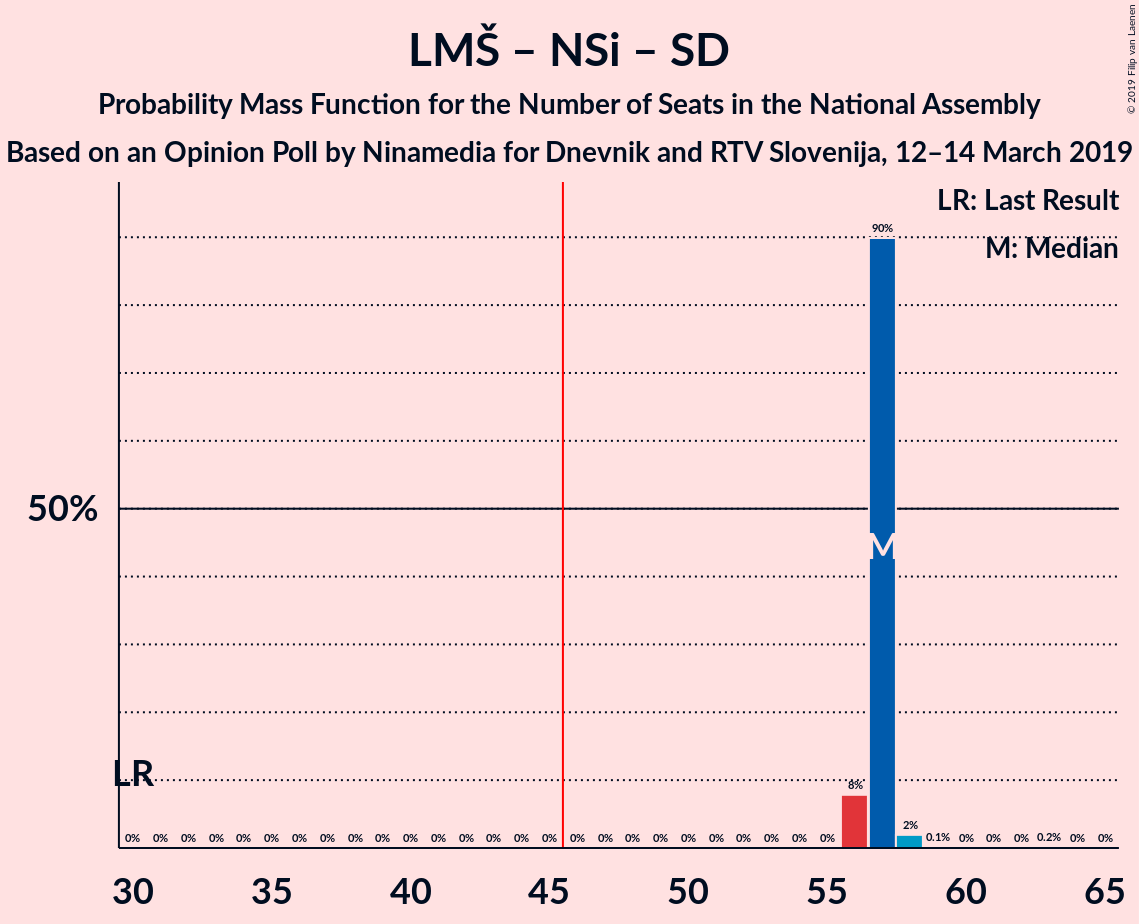 LMŠ – NSi – SD
Probability Mass Function for the Number of Seats in the National Assembly
Based on an Opinion Poll by Ninamedia for Dnevnik and RTV Slovenija, 12–14 March 2019
© 2019 Filip van Laenen
LR: Last Result
M: Median
90%
50%
M
LR
8%
2%
0% 0% 0% 0% 0% 0% 0% 0% 0% 0% 0% 0% 0% 0% 0% 0% 0% 0% 0% 0% 0% 0% 0% 0% 0% 0% 0.1% 0% 0% 0% 0.2% 0% 0%
30 35 40 45 50 55 60 65